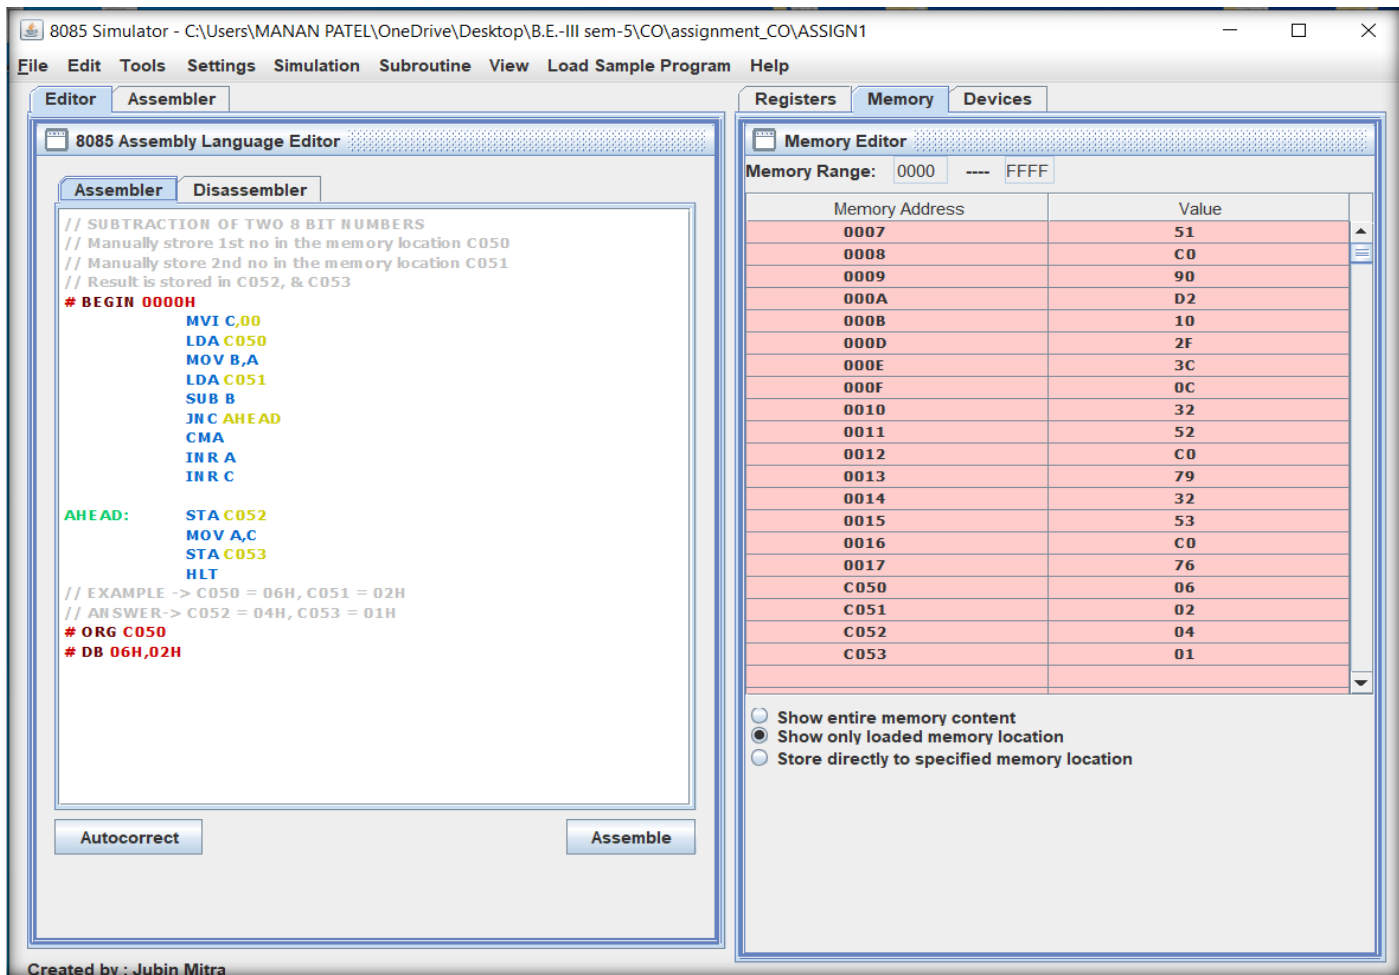 8085 Simulator - C:\Users\MANAN PATEL\OneDrive\Desktop\B.E.-III sem-5\CO\assignment_CO\ASSIGN1
File Edit Tools Settings Simulation Subroutine View Load Sample Program Help
Editor Assembler
8085 Assembly Language Editor
Assembler Disassembler
// SUBTRACTION OF TWO 8 BIT NUMBERS
// Manually strore 1st no in the memory location C050
// Manually store 2nd no in the memory location C051
// Result is stored in C052, & C053
# BEGIN 0000H
MVI C,00
LDA C050
MOV B,A
LDA C051
SUB B
JNC AHEAD
CMA
INR A
INR C
AHEAD: STA C052
MOV A,C
STA C053
HLT
// EXAMPLE -> C050 = 06H, C051 = 02H
// ANSWER-> C052 = 04H, C053 = 01H
# ORG C050
# DB 06H,02H
Autocorrect Assemble
Registers Memory Devices
Memory Editor
Memory Range: 0000 ---- FFFF
Memory Address Value
0007 51
0008 C0
0009 90
000A D2
000B 10
000D 2F
000E 3C
000F 0C
0010 32
0011 52
0012 C0
0013 79
0014 32
0015 53
0016 C0
0017 76
C050 06
C051 02
C052 04
C053 01
Show entire memory content
Show only loaded memory location
Store directly to specified memory location
Created by : Jubin Mitra